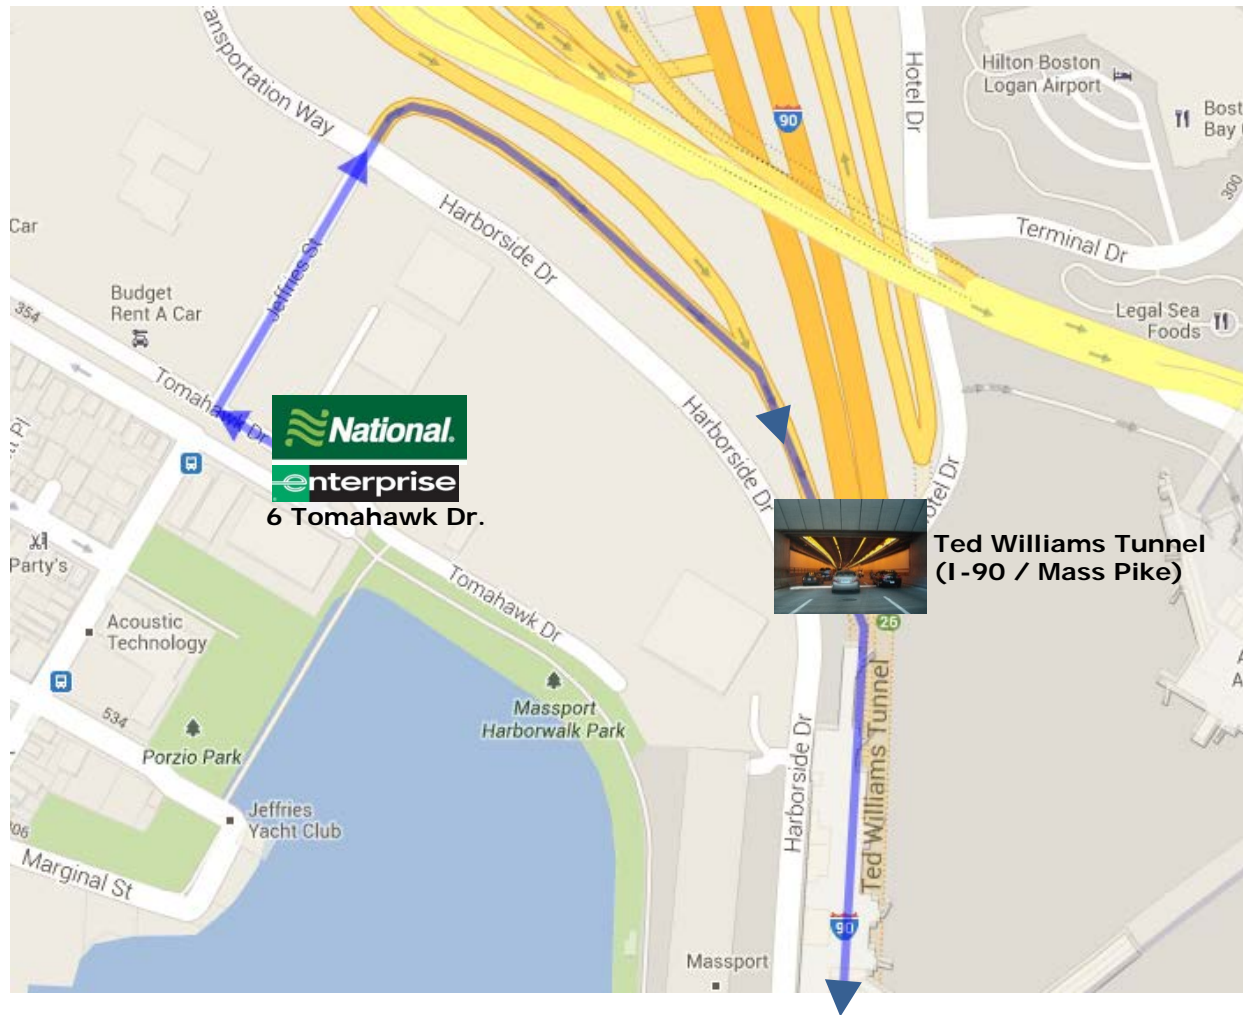 ansportation Way
90
Hotel Dr
Hilton Boston
Logan Airport
Bost
Bay
300
Car
Harborside Dr
Terminal Dr
Jeffries St
Budget
Rent A Car
354
Legal Sea
Foods
Tomahawk Dr
National.
enterprise
6 Tomahawk Dr.
Harborside Dr
Hotel Dr
Pl
Party's
Ted Williams Tunnel
(I-90 / Mass Pike)
26
Acoustic
Technology
Tomahawk Dr
534
Porzio Park
Massport
Harborwalk Park
Harborside Dr
Ted Williams Tunnel
A
A
Jeffries
Yacht Club
06
Marginal St
90
Massport